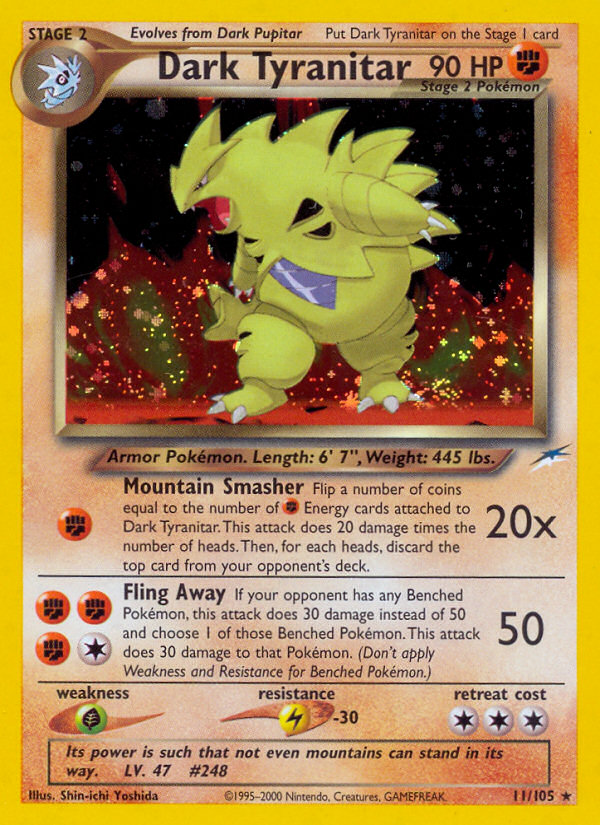 STAGE 2 Evolves from Dark Pupitar Put Dark Tyranitar on the Stage 1 card
Dark Tyranitar 90 HP
Stage 2 Pokémon
Armor Pokémon. Length: 6' 7", Weight: 445 lbs.
Mountain Smasher Flip a number of coins
equal to the number of Energy cards attached to
Dark Tyranitar. This attack does 20 damage times the
number of heads. Then, for each heads, discard the
top card from your opponent's deck.
20x
Fling Away If your opponent has any Benched
Pokémon, this attack does 30 damage instead of 50
and choose 1 of those Benched Pokémon. This attack
does 30 damage to that Pokémon. (Don't apply
Weakness and Resistance for Benched Pokémon.)
50
weakness resistance retreat cost
-30
Its power is such that not even mountains can stand in its
way. LV. 47 #248
Illus. Shin-ichi Yoshida ©1995-2000 Nintendo, Creatures, GAMEFREAK. 11/105 ★